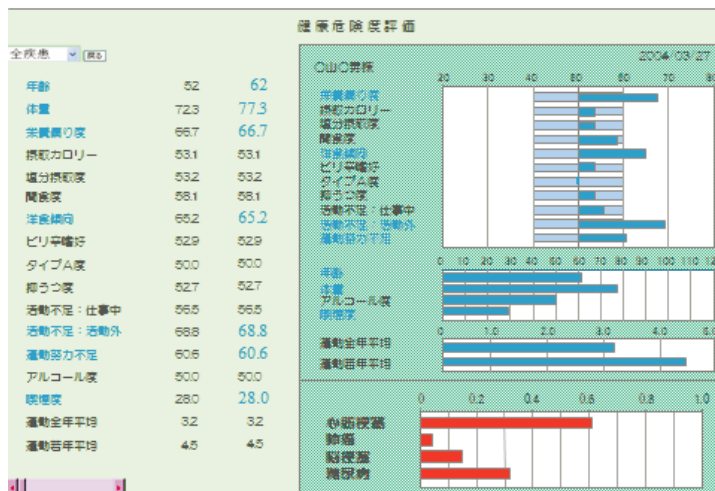 健康危険度評価
全疾患 戻る
年齢 52 62
体重 72.3 77.3
栄養偏り度 66.7 66.7
摂取カロリー 53.1 53.1
塩分摂取度 53.2 53.2
間食度 58.1 58.1
洋食傾向 65.2 65.2
ピリ辛嗜好 52.9 52.9
タイプA度 50.0 50.0
抑うつ度 52.7 52.7
活動不足：仕事中 56.5 56.5
活動不足：活動外 68.8 68.8
運動努力不足 60.6 60.6
アルコール度 50.0 50.0
喫煙度 28.0 28.0
運動全年平均 3.2 3.2
運動若年平均 4.5 4.5
2004/03/27
〇山〇男様
20 30 40 50 60 70 80
栄養偏り度
摂取カロリー
塩分摂取度
間食度
洋食傾向
ピリ辛嗜好
タイプA度
抑うつ度
活動不足：仕事中
活動不足：活動外
運動努力不足
0 10 20 30 40 50 60 70 80 90 100 110 12
年齢
体重
アルコール度
喫煙度
0 1.0 2.0 3.0 4.0 5.0
運動全年平均
運動若年平均
0 0.2 0.4 0.6 0.8 1.0
心筋梗塞
肺癌
脳梗塞
糖尿病